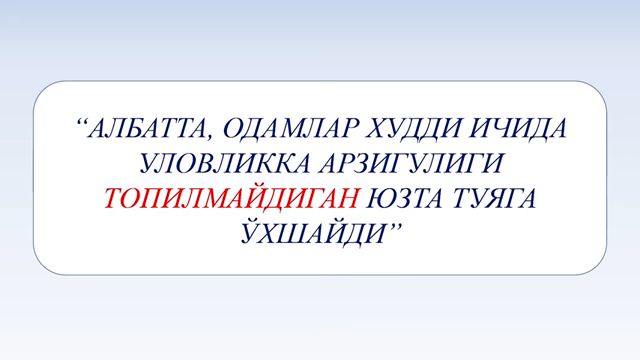 “АЛБАТТА, ОДАМЛАР ХУДДИ ИЧИДА
УЛОВЛИККА АРЗИГУЛИГИ
ТОПИЛМАЙДИГАН ЮЗТА ТУЯГА
ЎХШАЙДИ”